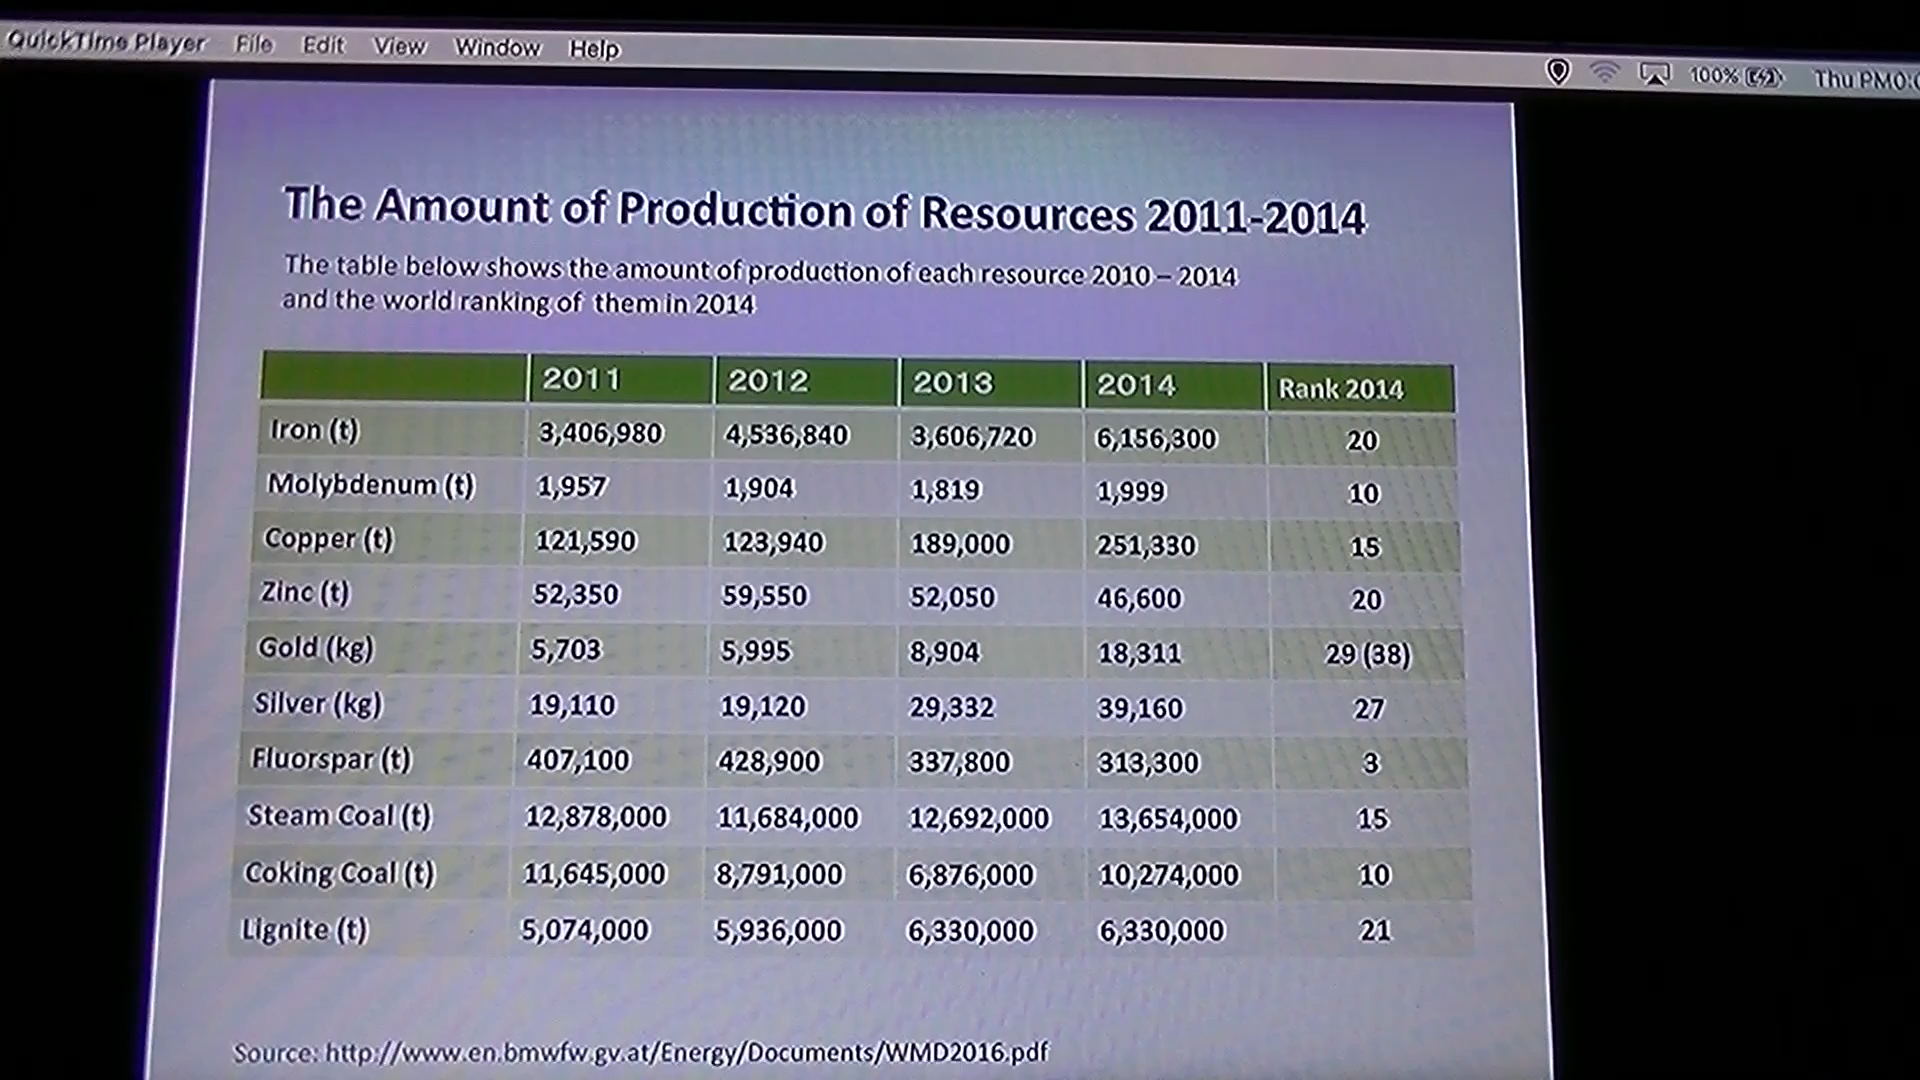 QuickTime Player File Edit View Window Help
100% Thu PM0:
The Amount of Production of Resources 2011-2014
The table below shows the amount of production of each resource 2010 – 2014
and the world ranking of them in 2014
2011 2012 2013 2014 Rank 2014
Iron (t) 3,406,980 4,536,840 3,606,720 6,156,300 20
Molybdenum (t) 1,957 1,904 1,819 1,999 10
Copper (t) 121,590 123,940 189,000 251,330 15
Zinc (t) 52,350 59,550 52,050 46,600 20
Gold (kg) 5,703 5,995 8,904 18,311 29 (38)
Silver (kg) 19,110 19,120 29,332 39,160 27
Fluorspar (t) 407,100 428,900 337,800 313,300 3
Steam Coal (t) 12,878,000 11,684,000 12,692,000 13,654,000 15
Coking Coal (t) 11,645,000 8,791,000 6,876,000 10,274,000 10
Lignite (t) 5,074,000 5,936,000 6,330,000 6,330,000 21
Source: http://www.en.bmwfw.gv.at/Energy/Documents/WMD2016.pdf